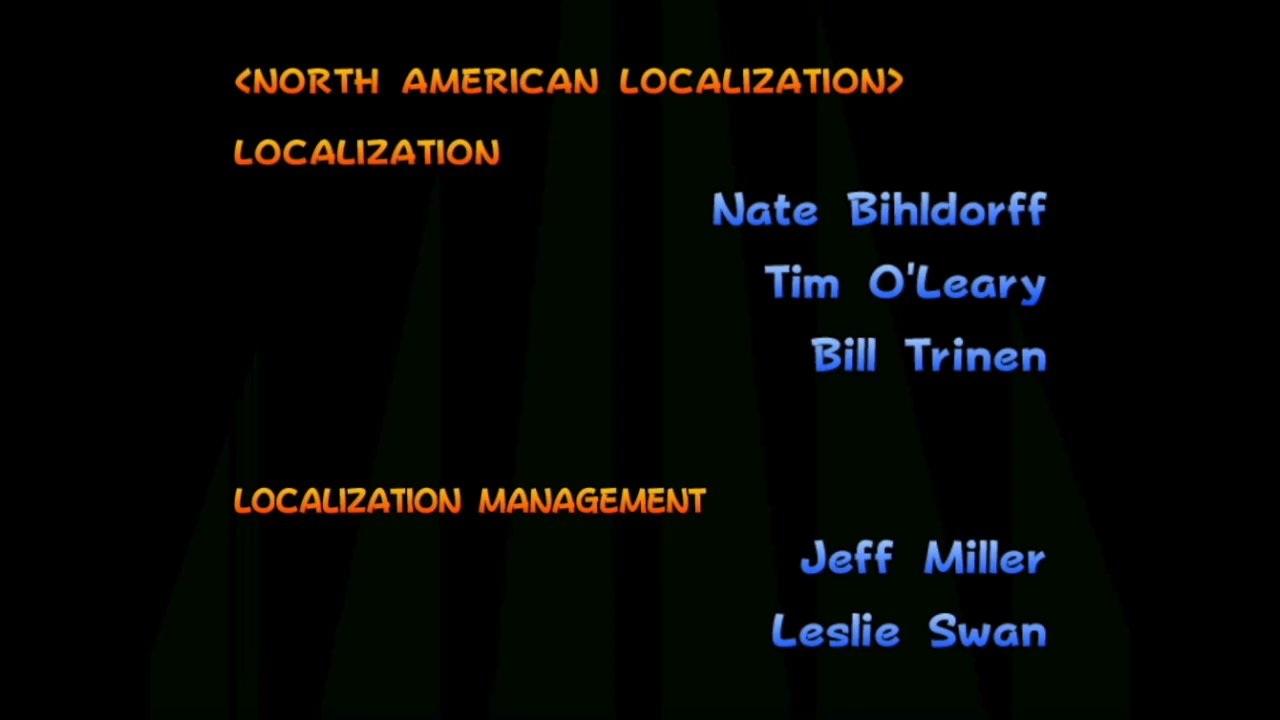 <NORTH AMERICAN LOCALIZATION>
LOCALIZATION
Nate Bihldorff
Tim O'Leary
Bill Trinen
LOCALIZATION MANAGEMENT
Jeff Miller
Leslie Swan